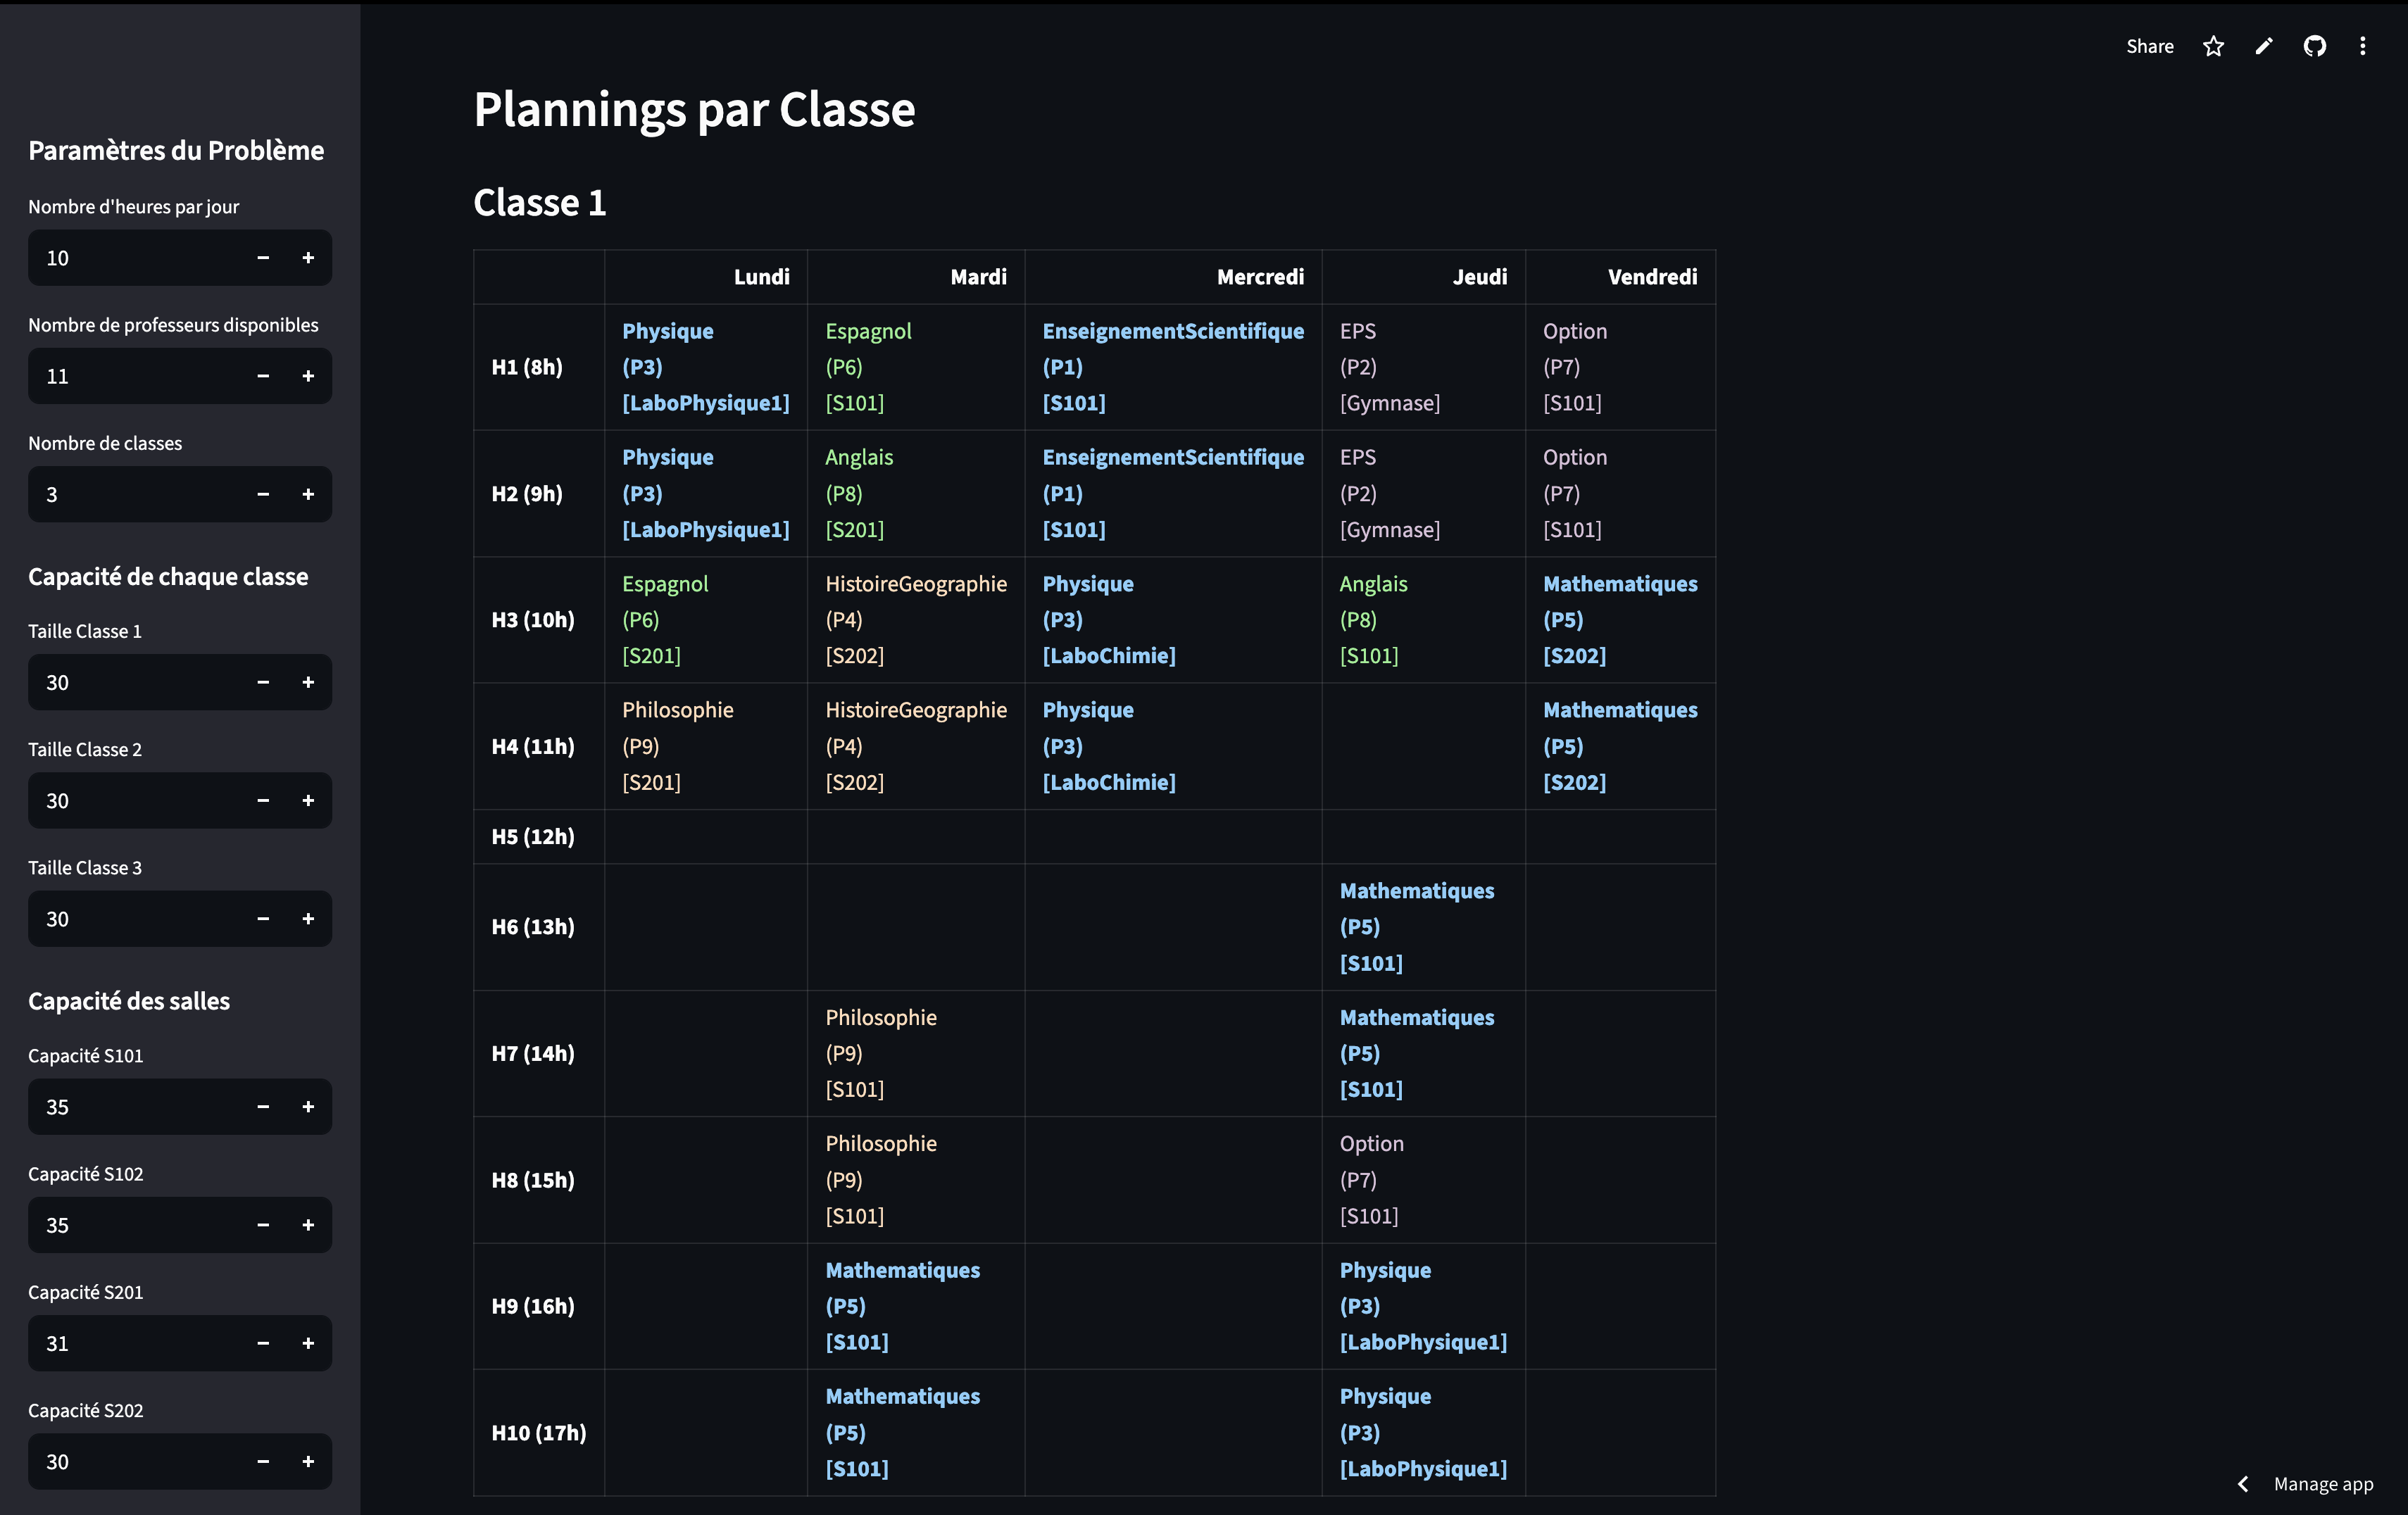 Share
Paramètres du Problème
Nombre d'heures par jour
10 − +
Nombre de professeurs disponibles
11 − +
Nombre de classes
3 − +
Capacité de chaque classe
Taille Classe 1
30 − +
Taille Classe 2
30 − +
Taille Classe 3
30 − +
Capacité des salles
Capacité S101
35 − +
Capacité S102
35 − +
Capacité S201
31 − +
Capacité S202
30 − +
Plannings par Classe
Classe 1
Lundi Mardi Mercredi Jeudi Vendredi
Physique Espagnol EnseignementScientifique EPS Option
H1 (8h) (P3) (P6) (P1) (P2) (P7)
[LaboPhysique1] [S101] [S101] [Gymnase] [S101]
Physique Anglais EnseignementScientifique EPS Option
H2 (9h) (P3) (P8) (P1) (P2) (P7)
[LaboPhysique1] [S201] [S101] [Gymnase] [S101]
Espagnol HistoireGeographie Physique Anglais Mathematiques
H3 (10h) (P6) (P4) (P3) (P8) (P5)
[S201] [S202] [LaboChimie] [S101] [S202]
Philosophie HistoireGeographie Physique Mathematiques
H4 (11h) (P9) (P4) (P3) (P5)
[S201] [S202] [LaboChimie] [S202]
H5 (12h)
Mathematiques
H6 (13h) (P5)
[S101]
Philosophie Mathematiques
H7 (14h) (P9) (P5)
[S101] [S101]
Philosophie Option
H8 (15h) (P9) (P7)
[S101] [S101]
Mathematiques Physique
H9 (16h) (P5) (P3)
[S101] [LaboPhysique1]
Mathematiques Physique
H10 (17h) (P5) (P3)
[S101] [LaboPhysique1]
Manage app